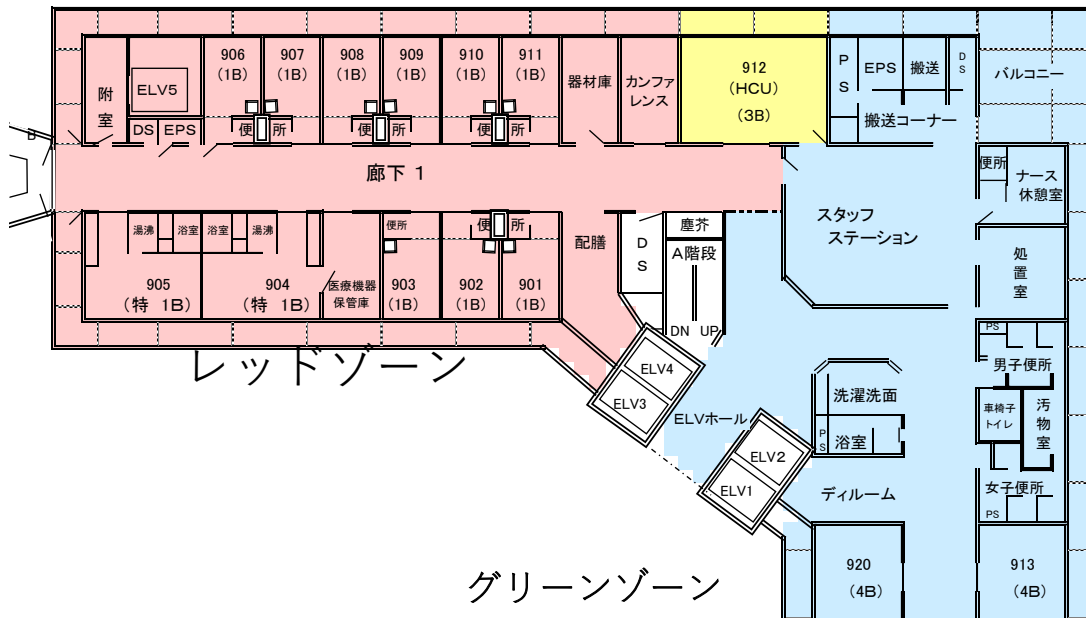 附室
ELV5
DS EPS
906
(1B)
907
(1B)
908
(1B)
909
(1B)
910
(1B)
911
(1B)
便 所
便 所
便 所
器材庫
カンファ
レンス
912
(HCU)
(3B)
PS
EPS
搬送
DS
搬送コーナー
バルコニー
廊下 1
便所
ナース
休憩室
スタッフ
ステーション
処置室
湯沸
浴室
浴室
湯沸
905
(特 1B)
904
(特 1B)
医療機器
保管庫
便所
903
(1B)
便 所
902
(1B)
901
(1B)
配膳
DS
塵芥
A階段
DN UP
ELV4
ELV3
ELVホール
ELV2
ELV1
レッドゾーン
洗濯洗面
PS
浴室
ディルーム
PS
男子便所
車椅子
トイレ
汚物室
女子便所
PS
920
(4B)
913
(4B)
グリーンゾーン